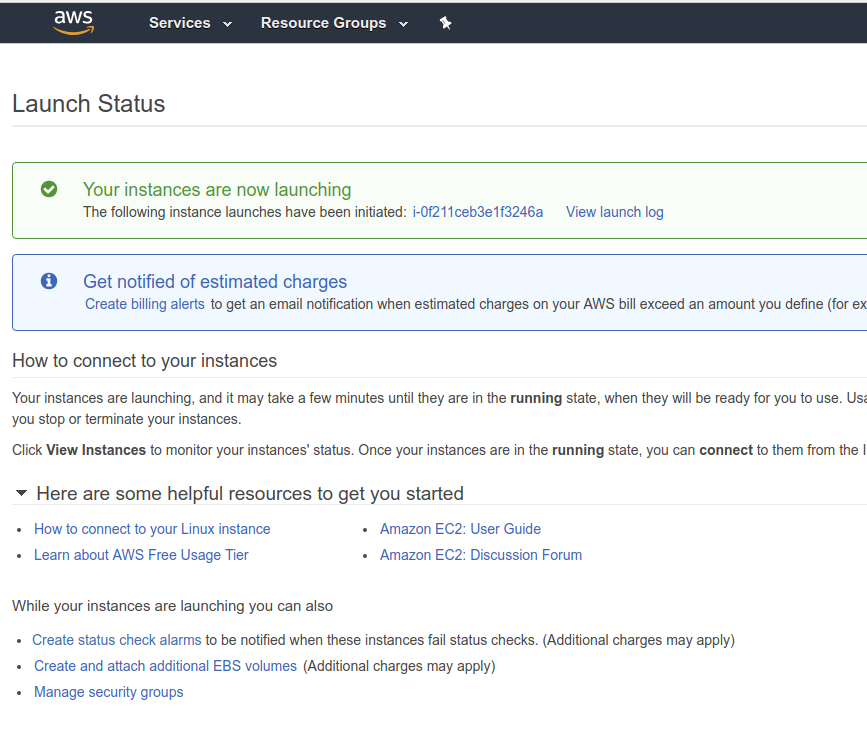 aws Services Resource Groups
Launch Status
Your instances are now launching
The following instance launches have been initiated: i-0f211ceb3e1f3246a View launch log
Get notified of estimated charges
Create billing alerts to get an email notification when estimated charges on your AWS bill exceed an amount you define (for ex
How to connect to your instances
Your instances are launching, and it may take a few minutes until they are in the running state, when they will be ready for you to use. Usa
you stop or terminate your instances.
Click View Instances to monitor your instances' status. Once your instances are in the running state, you can connect to them from the I
Here are some helpful resources to get you started
• How to connect to your Linux instance • Amazon EC2: User Guide
• Learn about AWS Free Usage Tier • Amazon EC2: Discussion Forum
While your instances are launching you can also
• Create status check alarms to be notified when these instances fail status checks. (Additional charges may apply)
• Create and attach additional EBS volumes (Additional charges may apply)
• Manage security groups